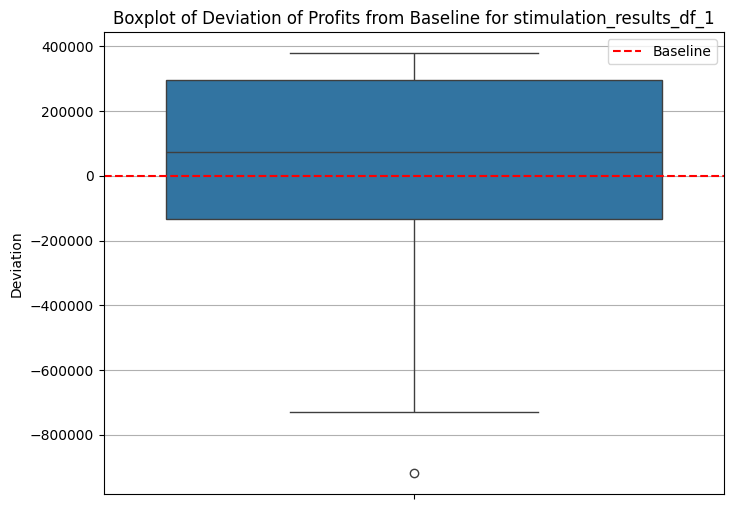 Boxplot of Deviation of Profits from Baseline for stimulation_results_df_1
Baseline
400000
200000
0
−200000
−400000
−600000
−800000
Deviation